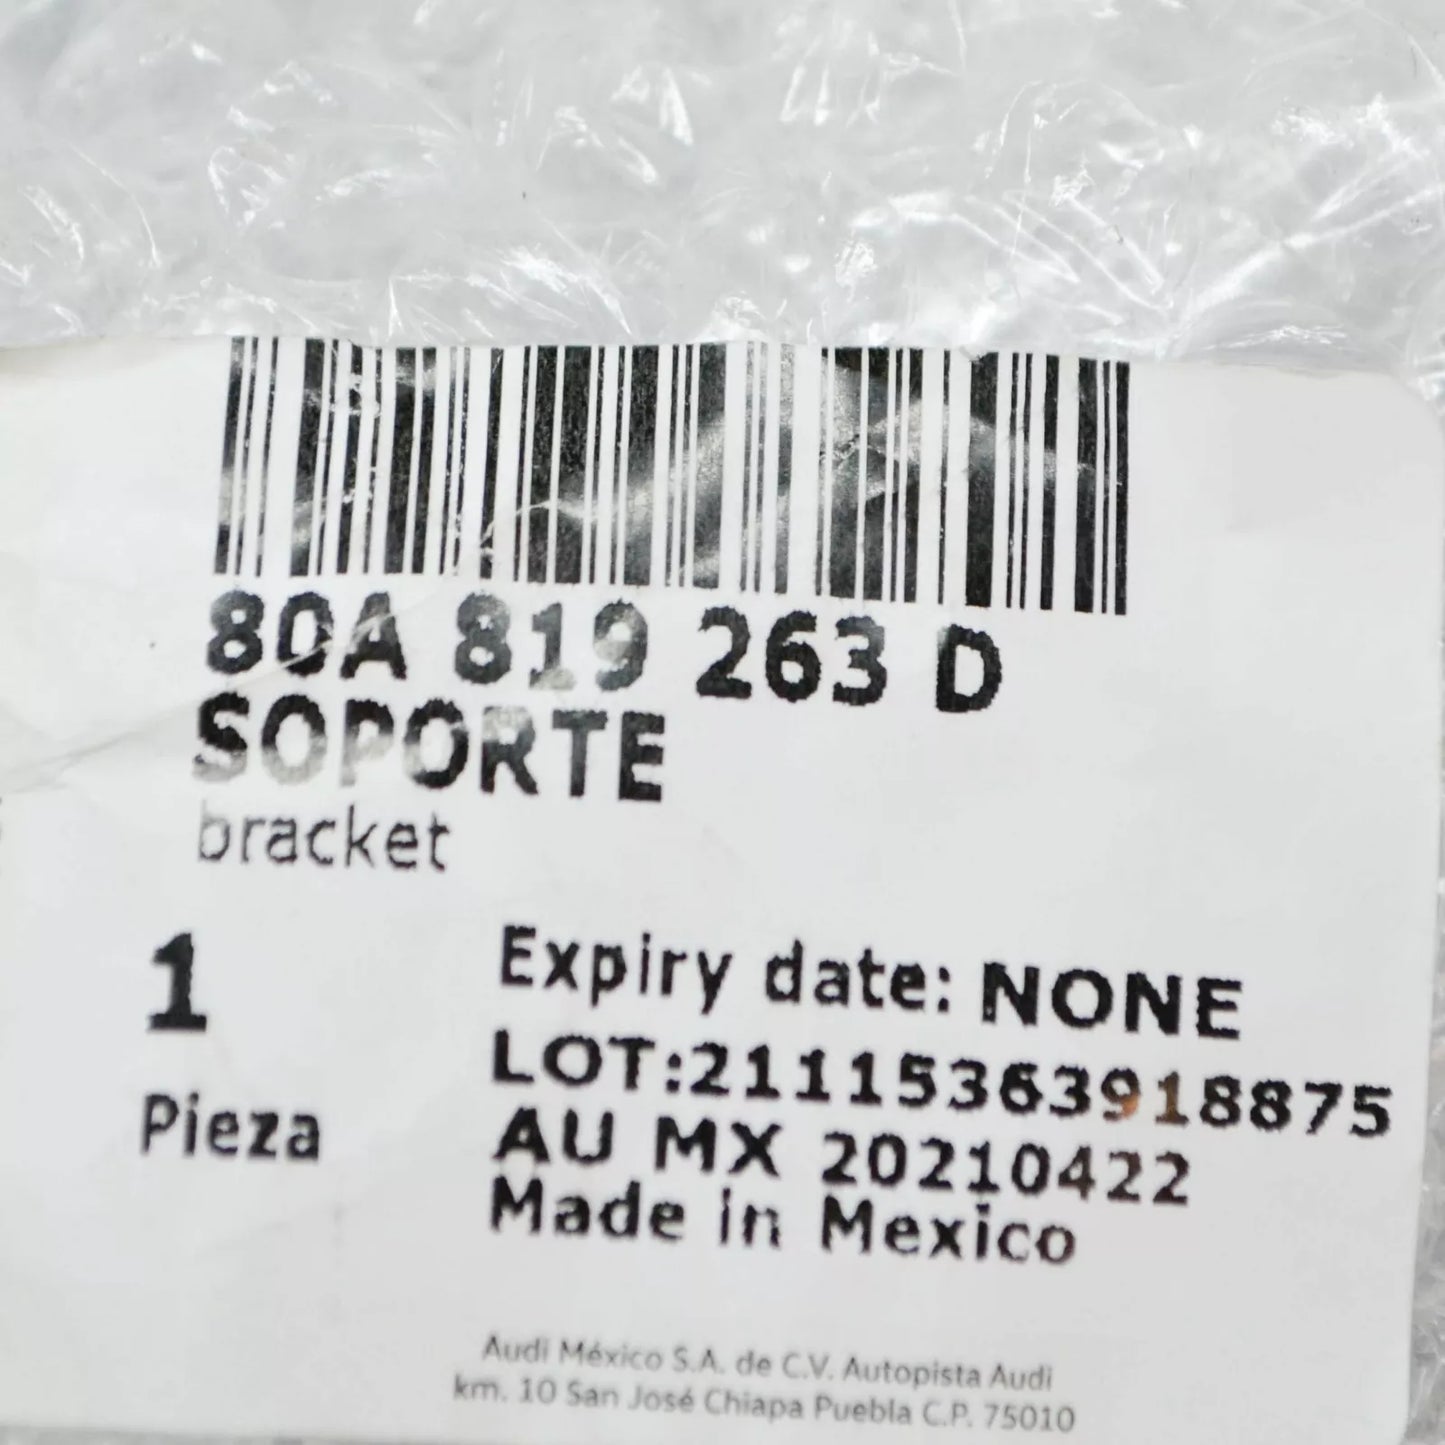 80A 819 263 D
SOPORTE
bracket
1
Pieza
Expiry date: NONE
LOT:21115363918875
AU MX 20210422
Made in Mexico
Audi México S.A. de C.V. Autopista Audi
km. 10 San José Chiapa Puebla C.P. 75010